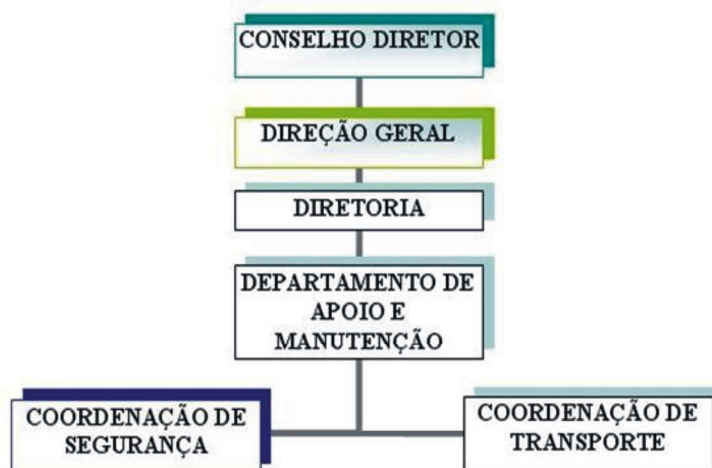 CONSELHO DIRETOR
DIREÇÃO GERAL
DIRETORIA
DEPARTAMENTO DE
APOIO E
MANUTENÇÃO
COORDENAÇÃO DE
SEGURANÇA
COORDENAÇÃO DE
TRANSPORTE